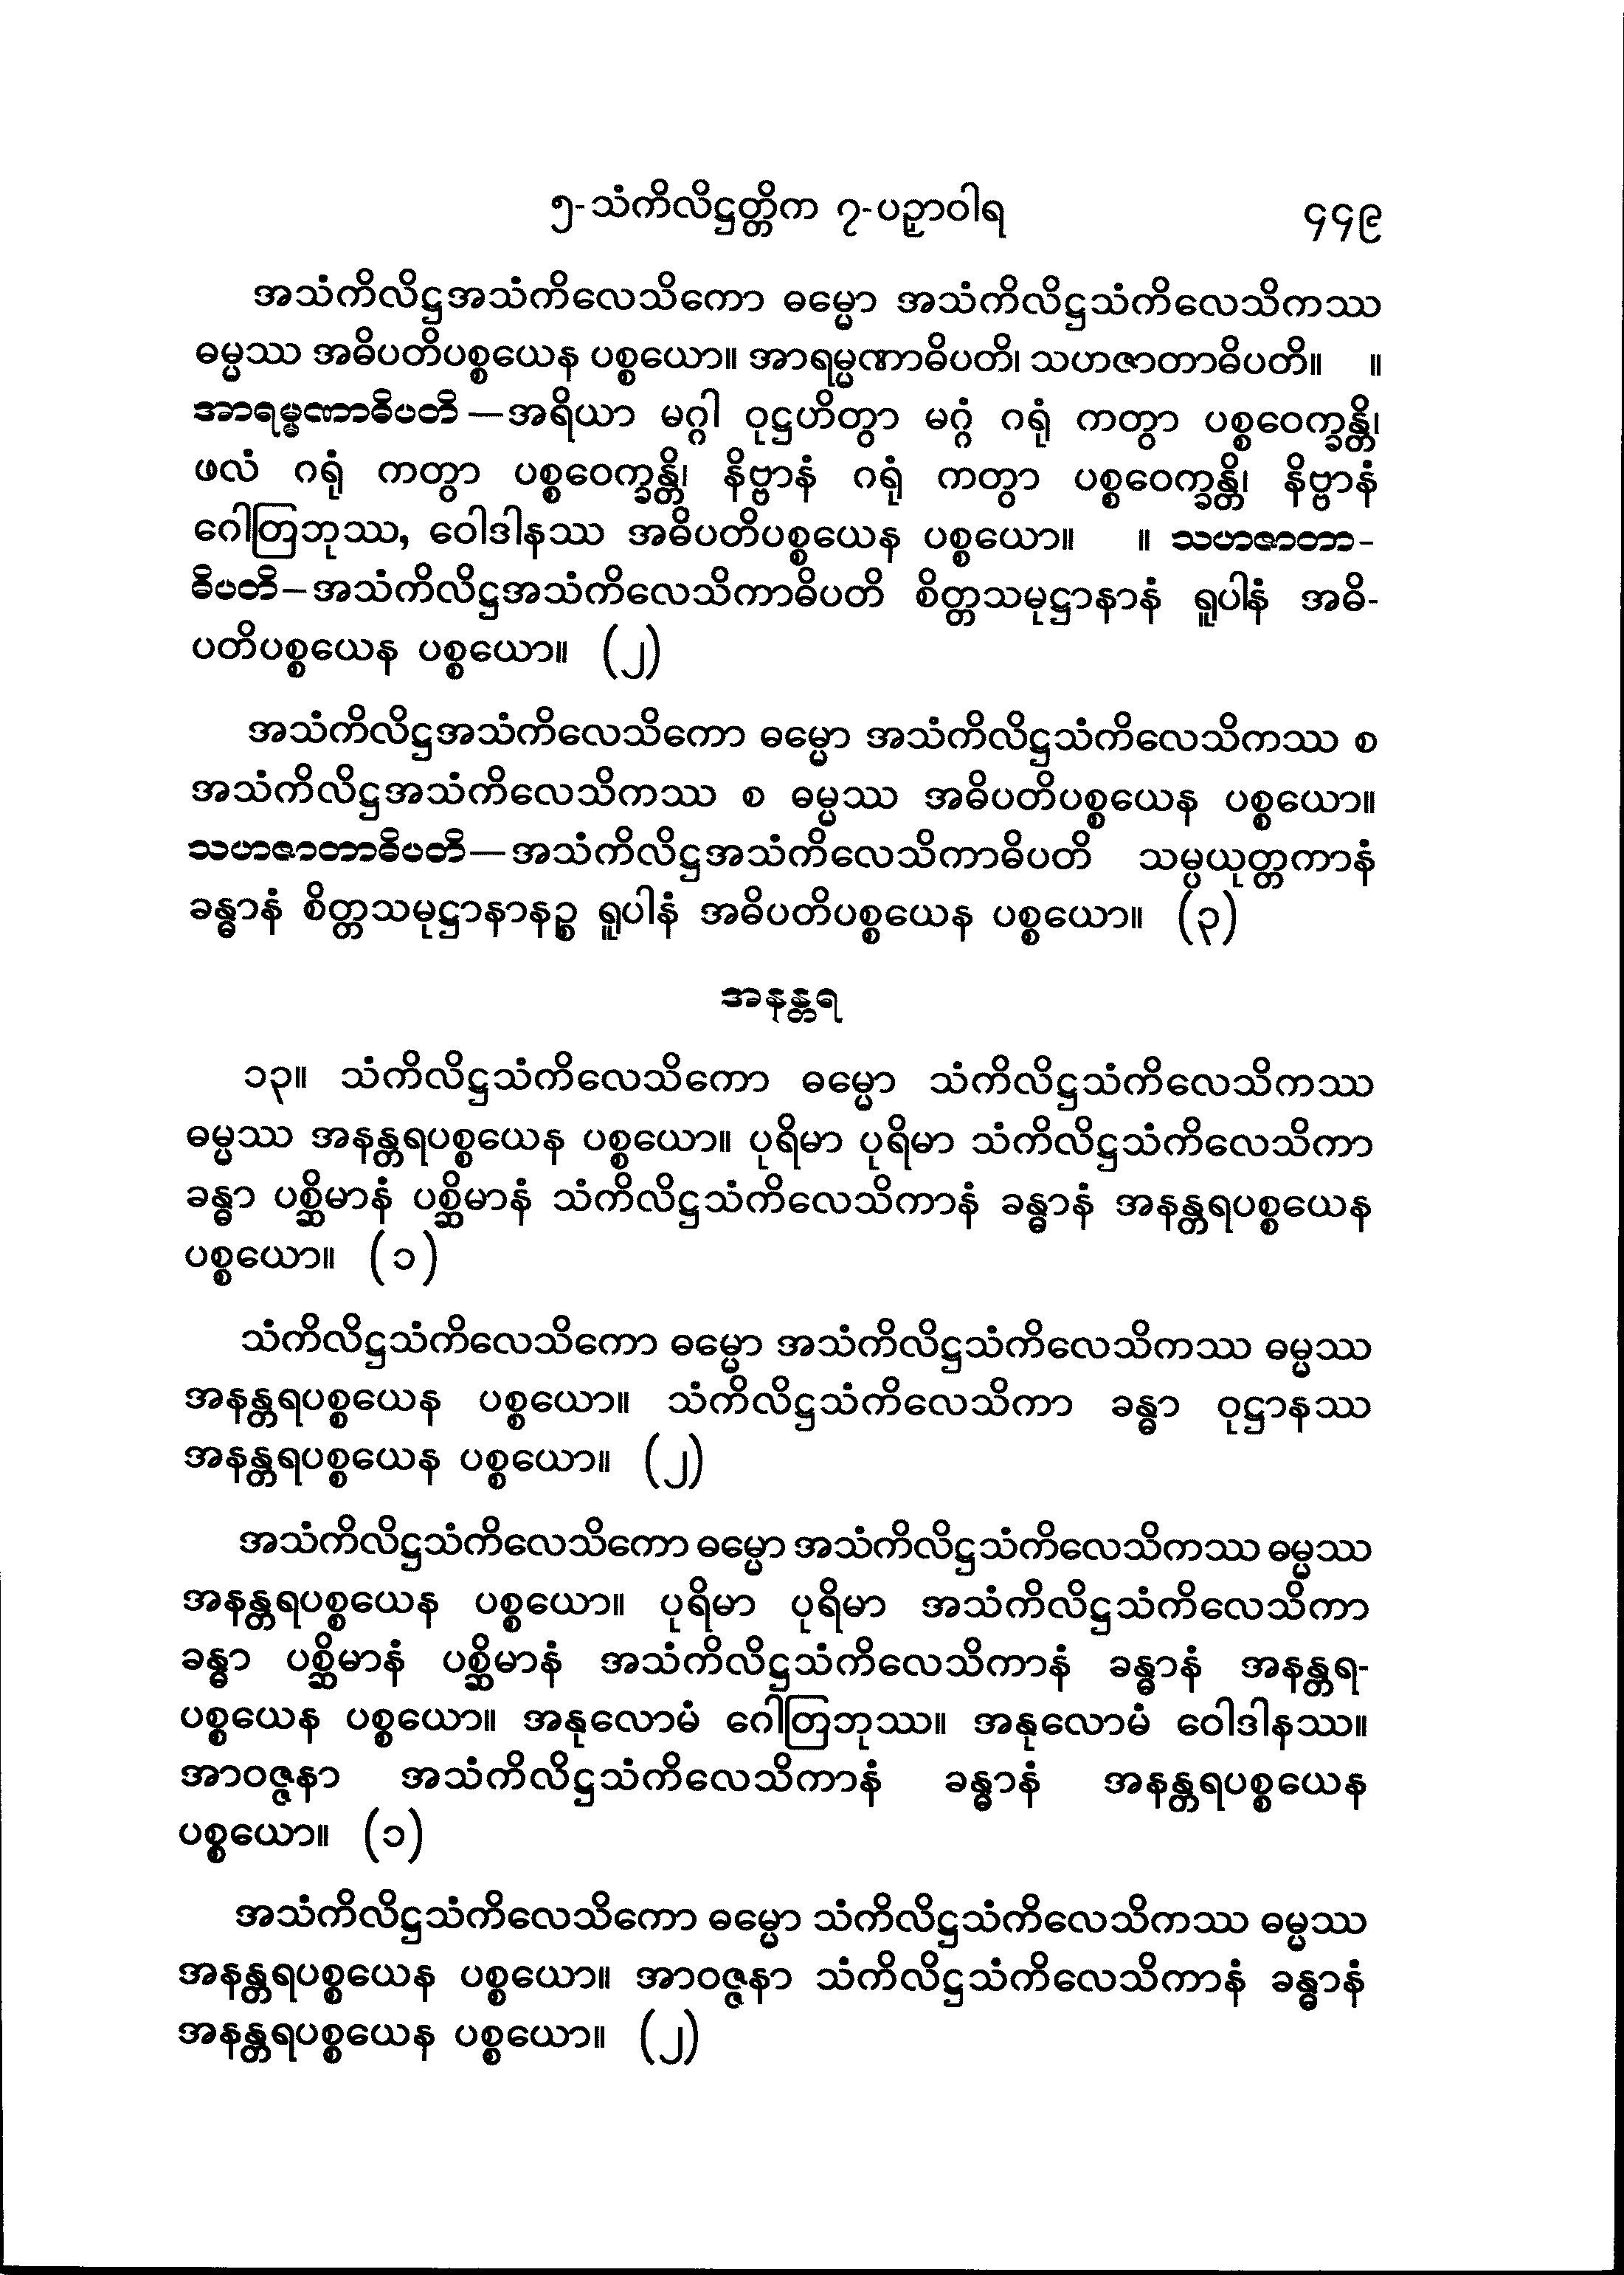 ၅-သံကိလိဋ္ဌတ္တိက ၇-ပဉှာဝါရ ၄၄၉
အသံကိလိဋ္ဌအသံကိလေသိကော ဓမ္မော အသံကိလိဋ္ဌသံကိလေသိကဿ
ဓမ္မဿ အဓိပတိပစ္စယေန ပစ္စယော။ အာရမ္မဏာဓိပတိ၊ သဟဇာတာဓိပတိ။ ။
အာရမ္မဏာဓိပတိ—အရိယာ မဂ္ဂါ ဝုဋ္ဌဟိတွာ မဂ္ဂံ ဂရုံ ကတွာ ပစ္စဝေက္ခန္တိ၊
ဖလံ ဂရုံ ကတွာ ပစ္စဝေက္ခန္တိ၊ နိဗ္ဗာနံ ဂရုံ ကတွာ ပစ္စဝေက္ခန္တိ၊ နိဗ္ဗာနံ
ဂေါတြဘုဿ, ဝေါဒါနဿ အဓိပတိပစ္စယေန ပစ္စယော။ ။ သဟဇာတာ-
ဓိပတိ—အသံကိလိဋ္ဌအသံကိလေသိကာဓိပတိ စိတ္တသမုဋ္ဌာနာနံ ရူပါနံ အဓိ-
ပတိပစ္စယေန ပစ္စယော။ (၂)
အသံကိလိဋ္ဌအသံကိလေသိကော ဓမ္မော အသံကိလိဋ္ဌသံကိလေသိကဿ စ
အသံကိလိဋ္ဌအသံကိလေသိကဿ စ ဓမ္မဿ အဓိပတိပစ္စယေန ပစ္စယော။
သဟဇာတာဓိပတိ—အသံကိလိဋ္ဌအသံကိလေသိကာဓိပတိ သမ္ပယုတ္တကာနံ
ခန္ဓာနံ စိတ္တသမုဋ္ဌာနာနဉ္စ ရူပါနံ အဓိပတိပစ္စယေန ပစ္စယော။ (၃)
အနန္တရ
၁၃။ သံကိလိဋ္ဌသံကိလေသိကော ဓမ္မော သံကိလိဋ္ဌသံကိလေသိကဿ
ဓမ္မဿ အနန္တရပစ္စယေန ပစ္စယော။ ပုရိမာ ပုရိမာ သံကိလိဋ္ဌသံကိလေသိကာ
ခန္ဓာ ပစ္ဆိမာနံ ပစ္ဆိမာနံ သံကိလိဋ္ဌသံကိလေသိကာနံ ခန္ဓာနံ အနန္တရပစ္စယေန
ပစ္စယော။ (၁)
သံကိလိဋ္ဌသံကိလေသိကော ဓမ္မော အသံကိလိဋ္ဌသံကိလေသိကဿ ဓမ္မဿ
အနန္တရပစ္စယေန ပစ္စယော။ သံကိလိဋ္ဌသံကိလေသိကာ ခန္ဓာ ဝုဋ္ဌာနဿ
အနန္တရပစ္စယေန ပစ္စယော။ (၂)
အသံကိလိဋ္ဌသံကိလေသိကော ဓမ္မော အသံကိလိဋ္ဌသံကိလေသိကဿ ဓမ္မဿ
အနန္တရပစ္စယေန ပစ္စယော။ ပုရိမာ ပုရိမာ အသံကိလိဋ္ဌသံကိလေသိကာ
ခန္ဓာ ပစ္ဆိမာနံ ပစ္ဆိမာနံ အသံကိလိဋ္ဌသံကိလေသိကာနံ ခန္ဓာနံ အနန္တရ-
ပစ္စယေန ပစ္စယော။ အနုလောမံ ဂေါတြဘုဿ။ အနုလောမံ ဝေါဒါနဿ။
အာဝဇ္ဇနာ အသံကိလိဋ္ဌသံကိလေသိကာနံ ခန္ဓာနံ အနန္တရပစ္စယေန
ပစ္စယော။ (၁)
အသံကိလိဋ္ဌသံကိလေသိကော ဓမ္မော သံကိလိဋ္ဌသံကိလေသိကဿ ဓမ္မဿ
အနန္တရပစ္စယေန ပစ္စယော။ အာဝဇ္ဇနာ သံကိလိဋ္ဌသံကိလေသိကာနံ ခန္ဓာနံ
အနန္တရပစ္စယေန ပစ္စယော။ (၂)